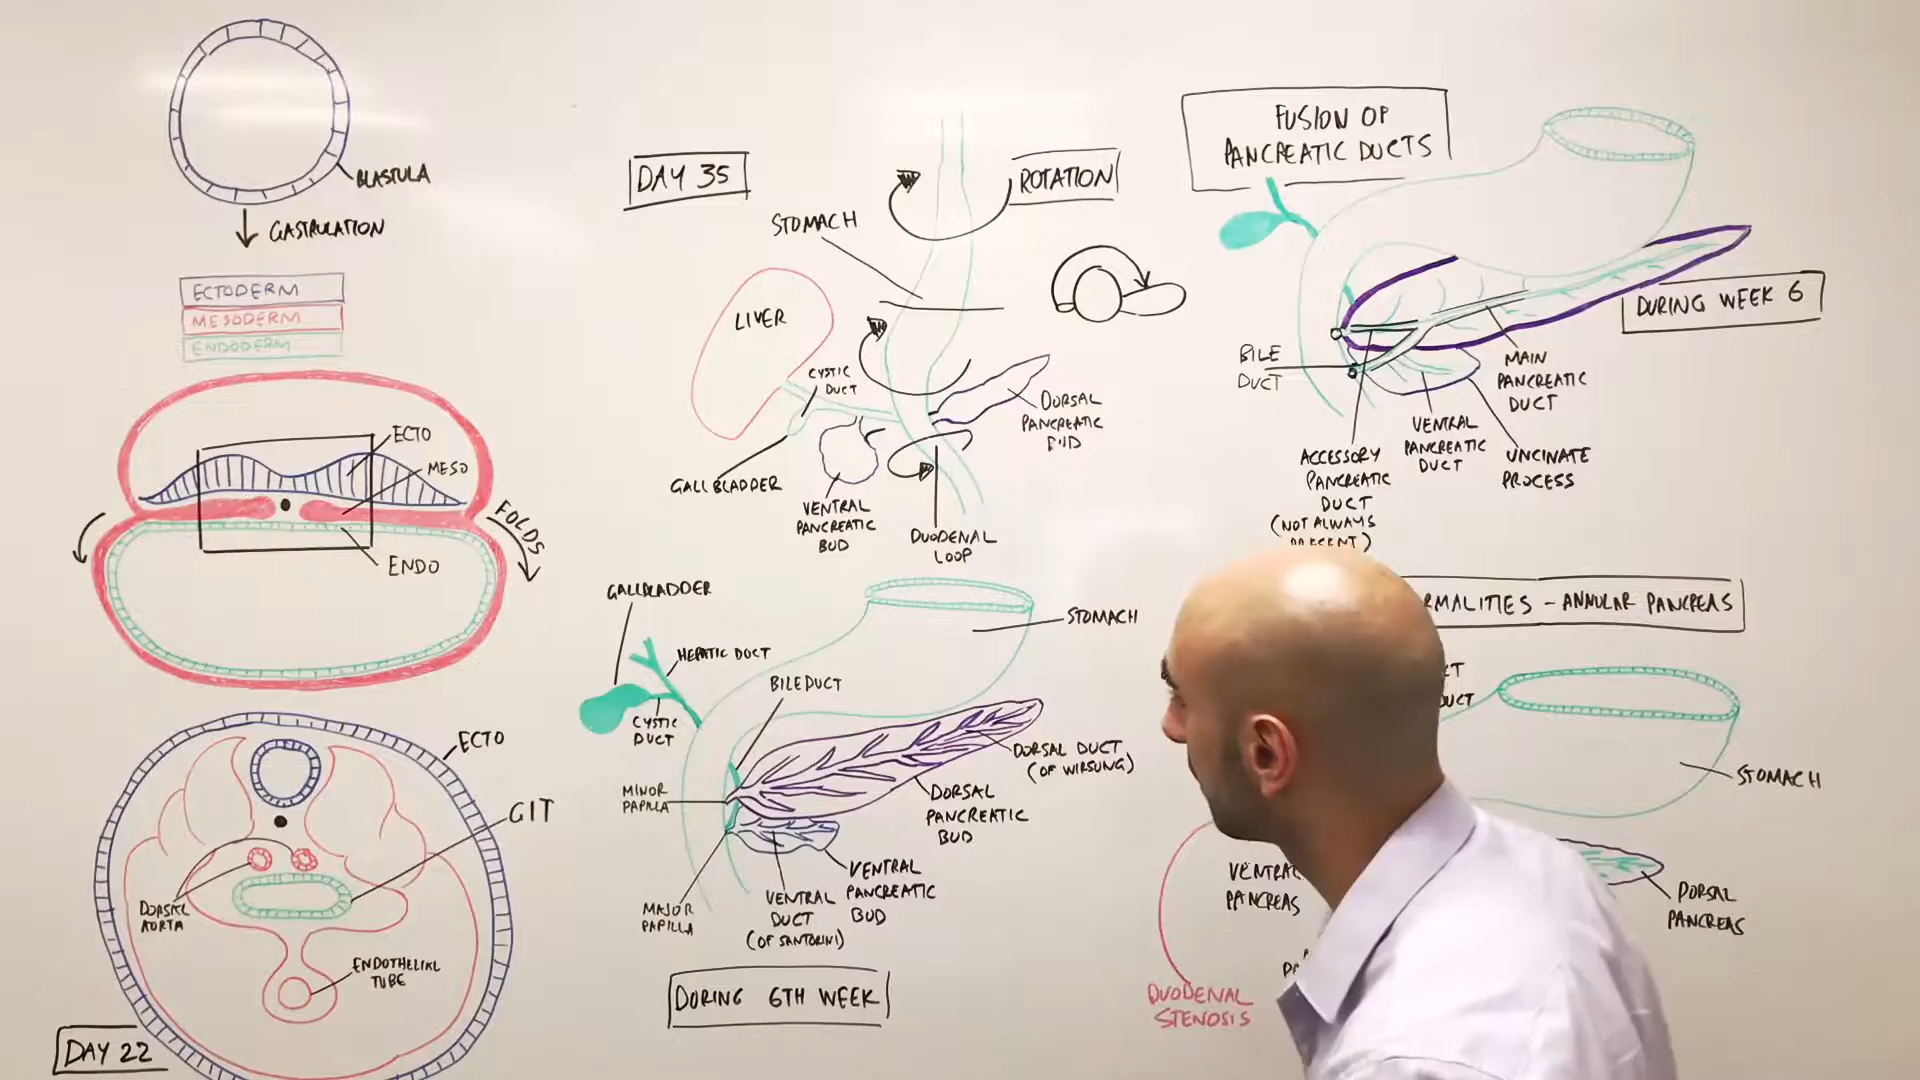 BLASTULA
GASTRULATION
ECTODERM
MESODERM
ENDODERM
ECTO
MESO
ENDO
FOLDS
ECTO
GIT
DORSAL
AORTA
ENDOTHELIAL
TUBE
DAY 22
DAY 35
ROTATION
STOMACH
LIVER
CYSTIC
DUCT
GALLBLADDER
VENTRAL
PANCREATIC
BUD
DUODENAL
LOOP
DORSAL
PANCREATIC
BUD
GALLBLADDER
HEPATIC DUCT
CYSTIC
DUCT
BILE DUCT
STOMACH
MINOR
PAPILLA
MAJOR
PAPILLA
DORSAL DUCT
(OF WIRSUNG)
DORSAL
PANCREATIC
BUD
VENTRAL
PANCREATIC
BUD
VENTRAL
DUCT
(OF SANTORINI)
DURING 6TH WEEK
FUSION OF
PANCREATIC DUCTS
DURING WEEK 6
BILE
DUCT
MAIN
PANCREATIC
DUCT
VENTRAL
PANCREATIC
DUCT
UNCINATE
PROCESS
ACCESSORY
PANCREATIC
DUCT
(NOT ALWAYS
PRESENT)
RMALITIES - ANNULAR PANCREAS
DUCT
STOMACH
VENTRAL
PANCREAS
DORSAL
PANCREAS
DUODENAL
STENOSIS